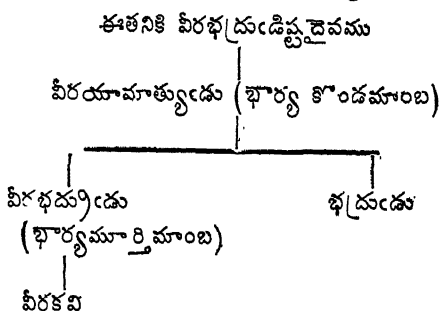 ఈతనికి వీరభద్రుఁడిష్టదైవము
వీరయామాత్యుఁడు (భార్య కొండమాంబ)
వీరభద్రుఁడు భద్రుఁడు
(భార్యమూర్తిమాంబ)
వీరకవి